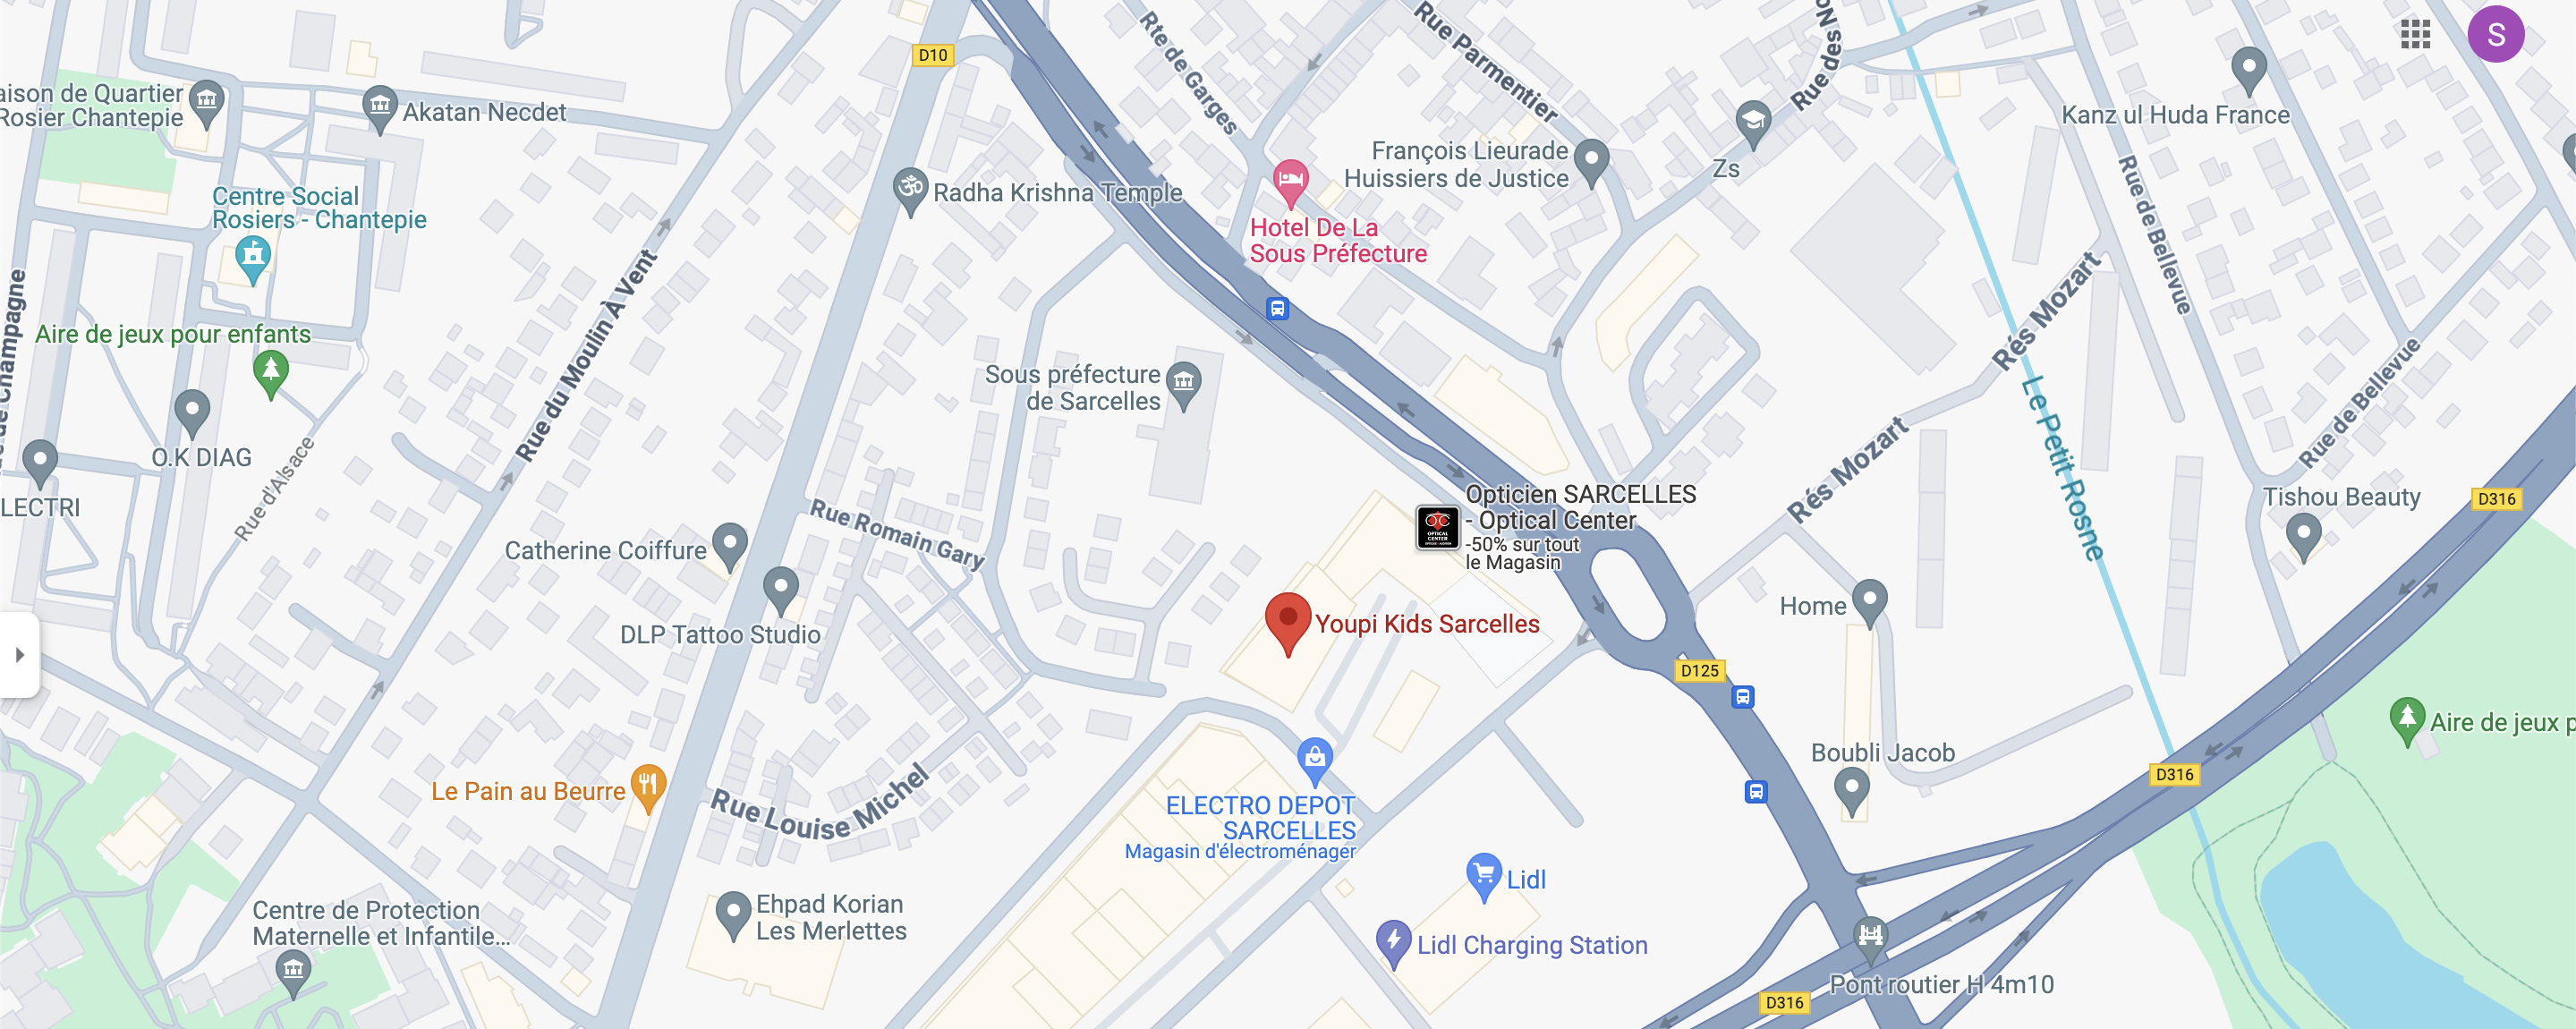 D10
Rte de Garges
Rue Parmentier
Rue des No
S
aison de Quartier
Rosier Chantepie
Akatan Necdet
Kanz ul Huda France
François Lieurade
Huissiers de Justice
Zs
Centre Social
Rosiers - Chantepie
Radha Krishna Temple
Hotel De La
Sous Préfecture
Rue de Bellevue
Aire de jeux pour enfants
Rue du Moulin À Vent
de Champagne
Rés Mozart
Sous préfecture
de Sarcelles
Le Petit Rosne
Rue de Bellevue
O.K DIAG
LECTRI
Rue d'Alsace
Rés Mozart
Opticien SARCELLES
- Optical Center
-50% sur tout
le Magasin
OPTICAL
CENTER
D316
Tishou Beauty
Rue Romain Gary
Catherine Coiffure
DLP Tattoo Studio
Youpi Kids Sarcelles
Home
D125
Aire de jeux p
Boubli Jacob
D316
Le Pain au Beurre
Rue Louise Michel
ELECTRO DEPOT
SARCELLES
Magasin d'électroménager
Lidl
Ehpad Korian
Les Merlettes
Centre de Protection
Maternelle et Infantile...
Lidl Charging Station
Pont routier H 4m10
D316